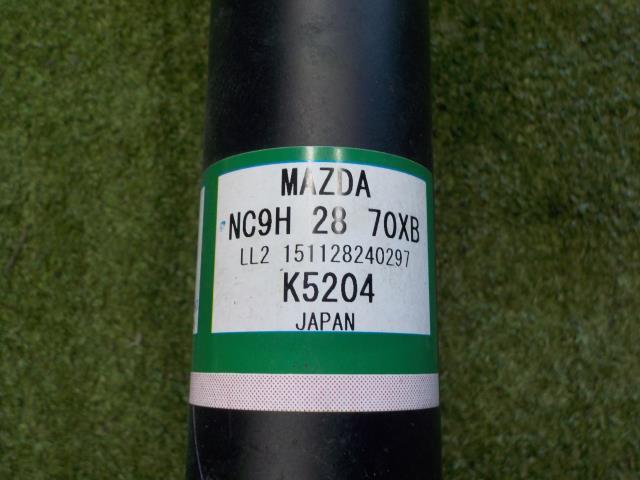 MAZDA
NC9H 28 70XB
LL2 151128240297
K5204
JAPAN